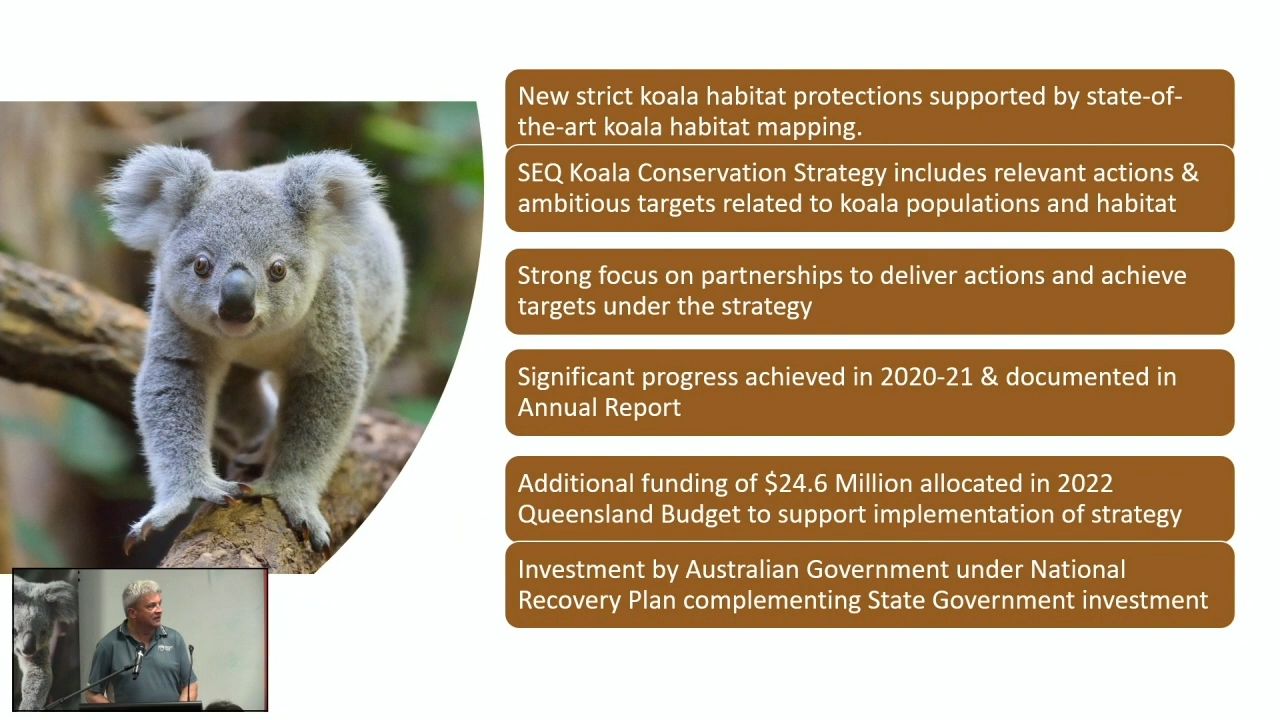 New strict koala habitat protections supported by state-of-
the-art koala habitat mapping.
SEQ Koala Conservation Strategy includes relevant actions &
ambitious targets related to koala populations and habitat
Strong focus on partnerships to deliver actions and achieve
targets under the strategy
Significant progress achieved in 2020-21 & documented in
Annual Report
Additional funding of $24.6 Million allocated in 2022
Queensland Budget to support implementation of strategy
Investment by Australian Government under National
Recovery Plan complementing State Government investment